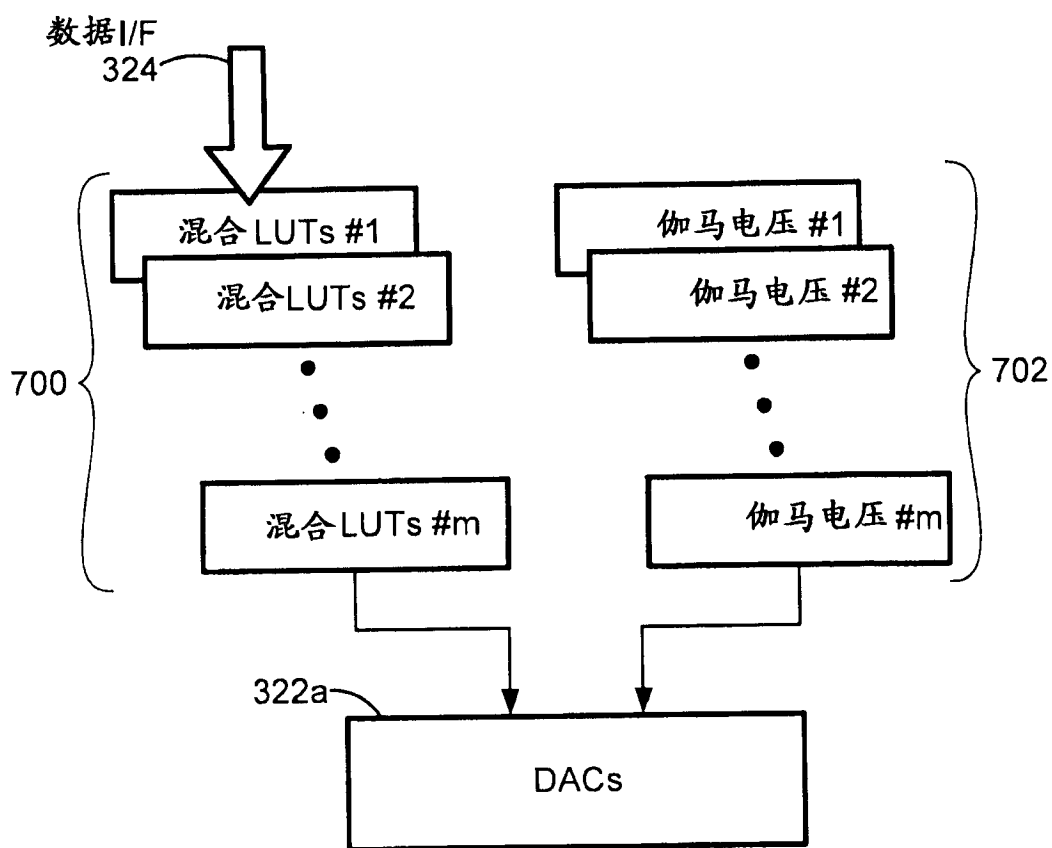 数据I/F
324
混合LUTs #1
伽马电压 #1
混合LUTs #2
伽马电压 #2
700
702
混合LUTs #m
伽马电压 #m
322a
DACs